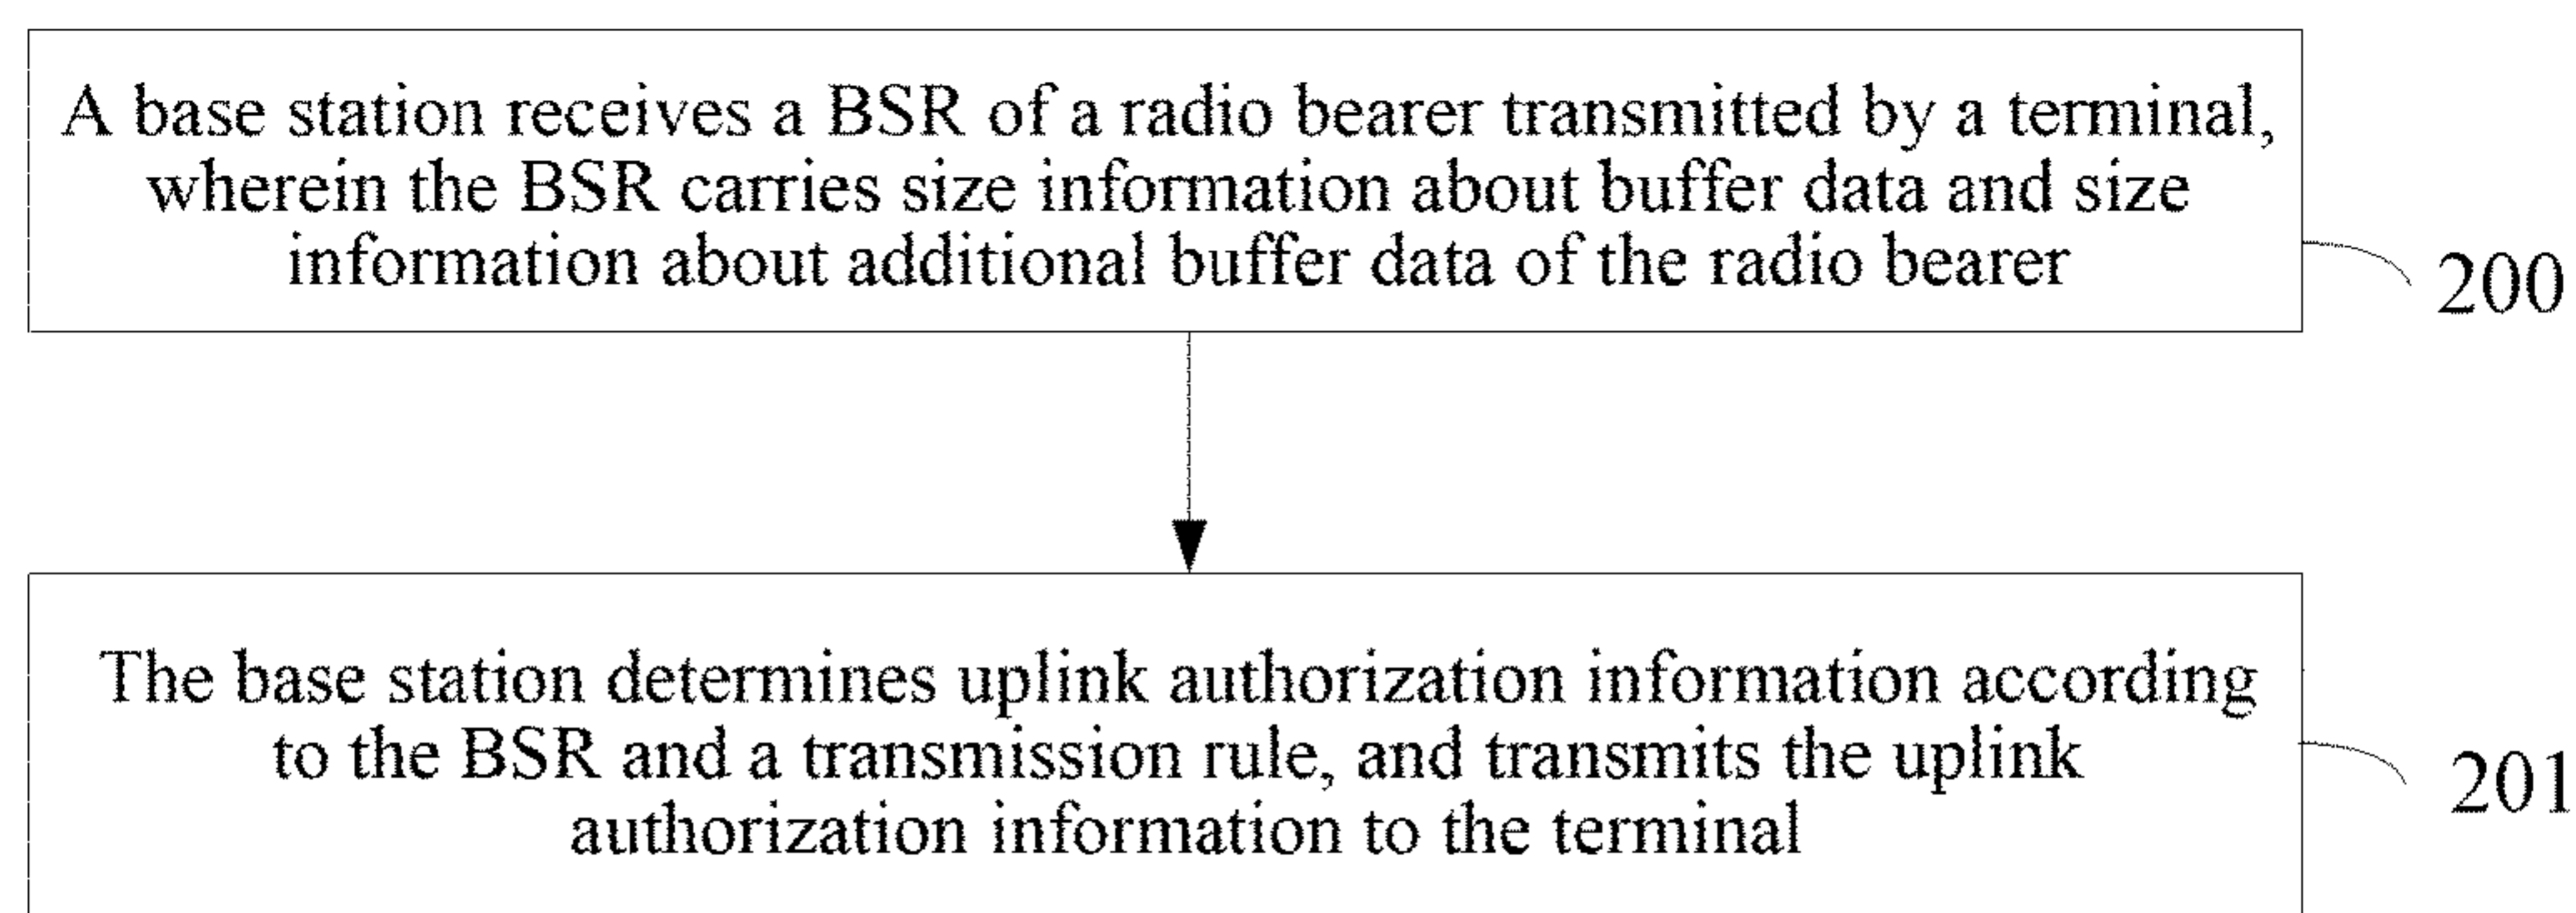 A base station receives a BSR of a radio bearer transmitted by a terminal,
wherein the BSR carries size information about buffer data and size
information about additional buffer data of the radio bearer
200
The base station determines uplink authorization information according
to the BSR and a transmission rule, and transmits the uplink
authorization information to the terminal
201